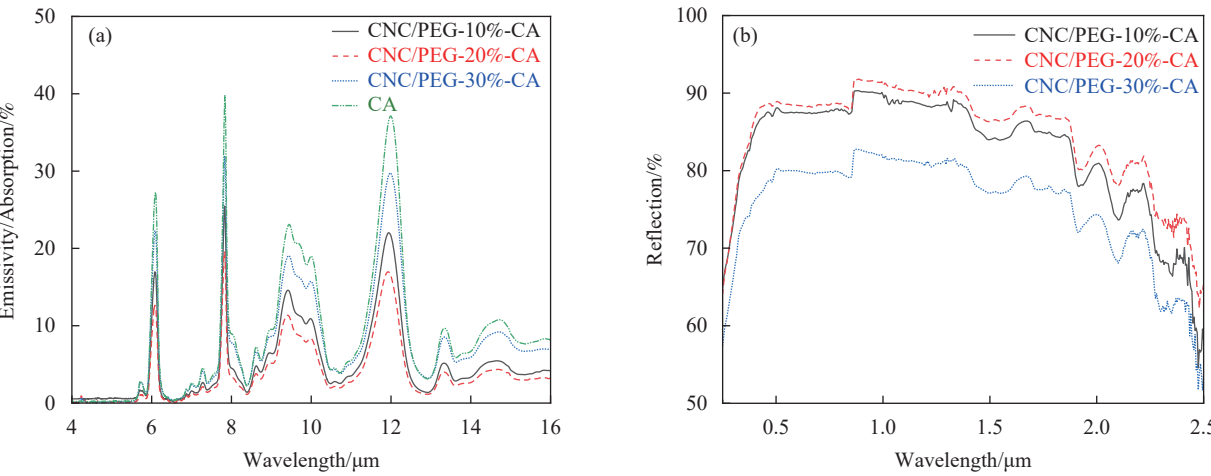 (a)
CNC/PEG-10%-CA
CNC/PEG-20%-CA
CNC/PEG-30%-CA
CA
Emissivity/Absorption/%
50
40
30
20
10
0
4 6 8 10 12 14 16
Wavelength/μm
(b)
CNC/PEG-10%-CA
CNC/PEG-20%-CA
CNC/PEG-30%-CA
Reflection/%
100
90
80
70
60
50
0.5 1.0 1.5 2.0 2.5
Wavelength/μm